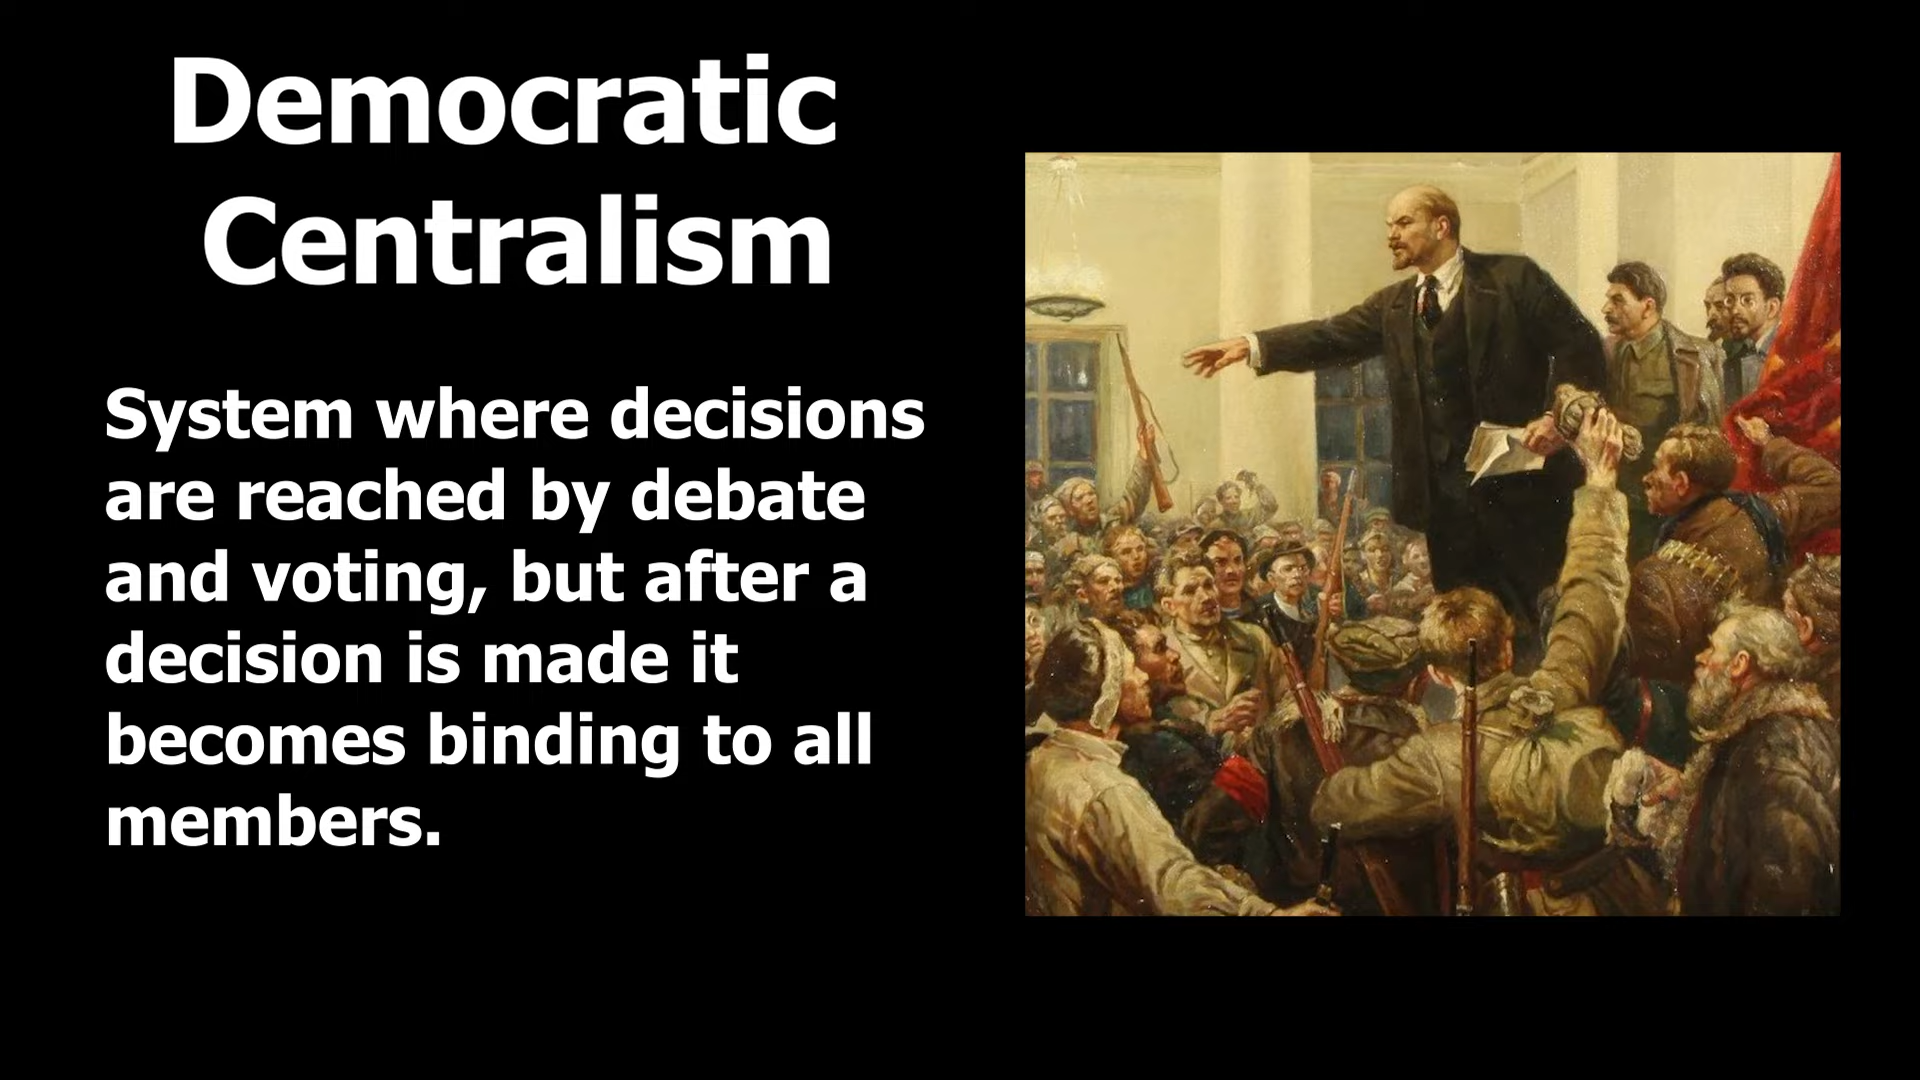 Democratic
Centralism
System where decisions
are reached by debate
and voting, but after a
decision is made it
becomes binding to all
members.